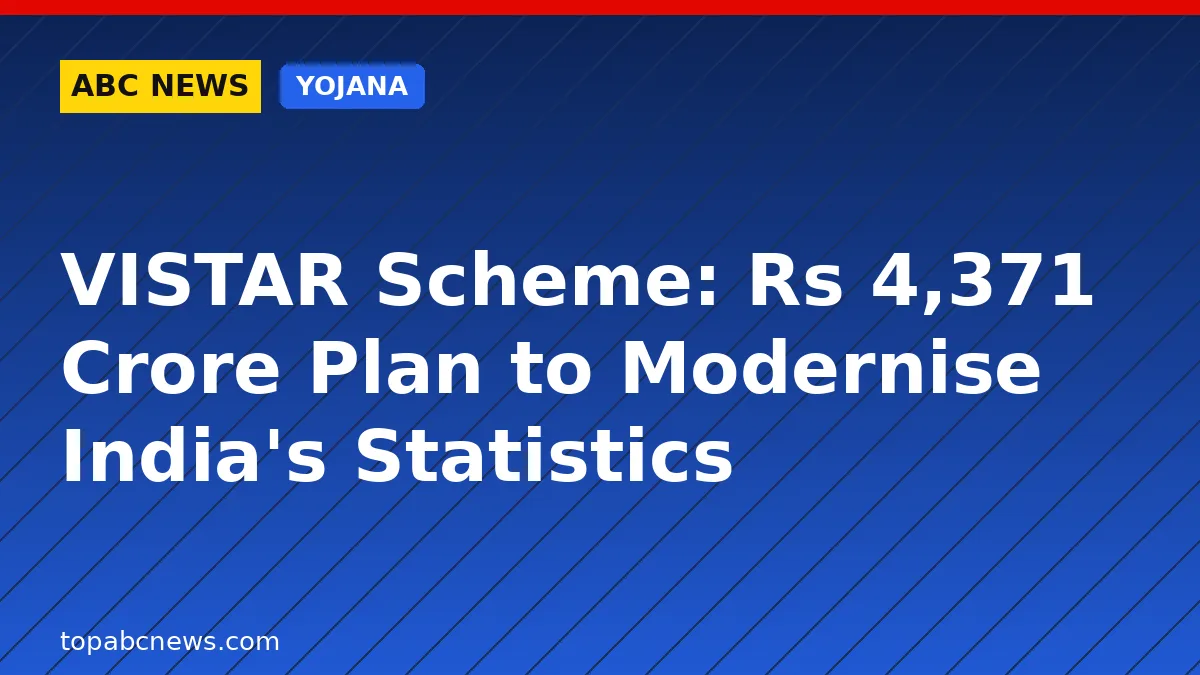 ABC NEWS
YOJANA
VISTAR Scheme: Rs 4,371
Crore Plan to Modernise
India's Statistics
topabcnews.com